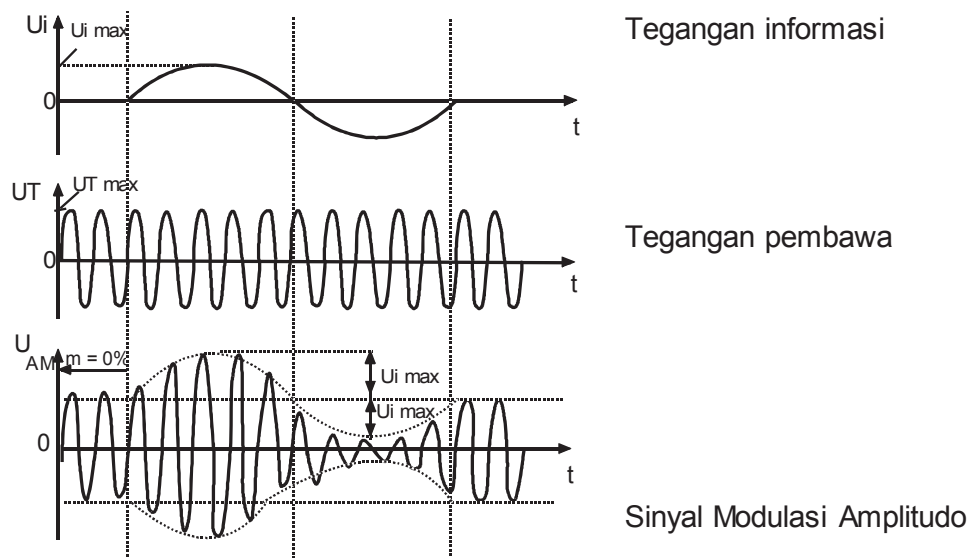 Ui
Ui max
Tegangan informasi
0
t
UT
UT max
Tegangan pembawa
0
t
U
AM
m = 0%
Ui max
Ui max
0
t
Sinyal Modulasi Amplitudo